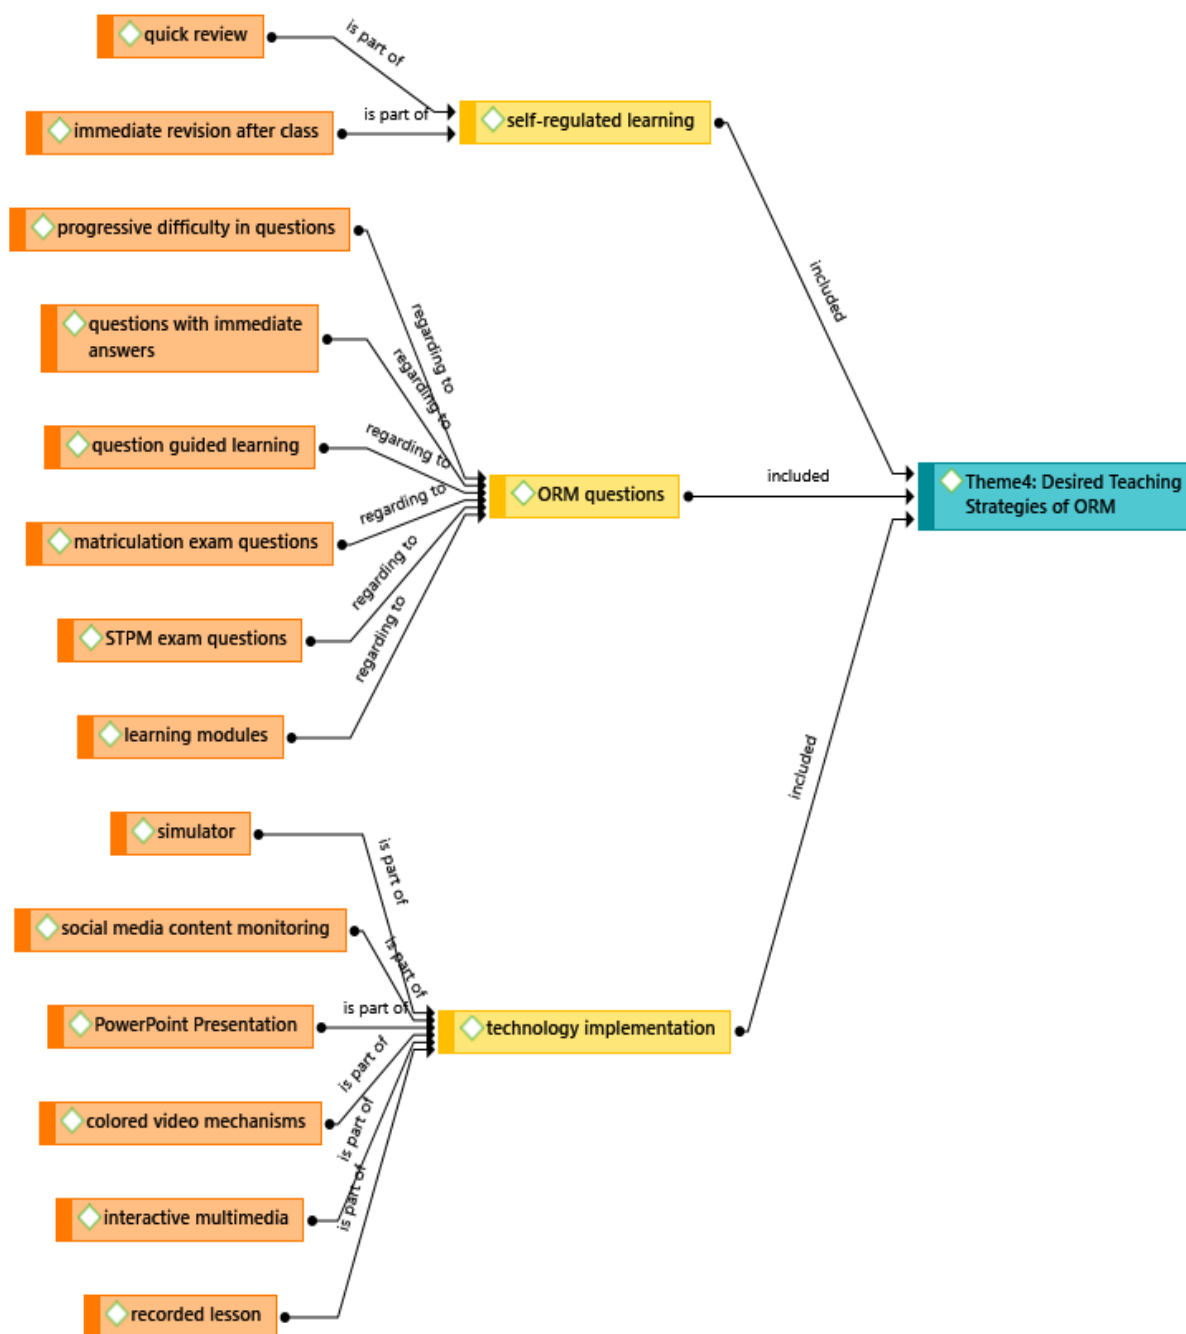 quick review
is part of
immediate revision after class
is part of
self-regulated learning
progressive difficulty in questions
included
questions with immediate
answers
regarding to
regarding to
question guided learning
regarding to
matriculation exam questions
regarding to
ORM questions
included
Theme4: Desired Teaching
Strategies of ORM
STPM exam questions
regarding to
learning modules
regarding to
simulator
is part of
included
social media content monitoring
is part of
PowerPoint Presentation
is part of
technology implementation
colored video mechanisms
is part of
interactive multimedia
is part of
recorded lesson
is part of